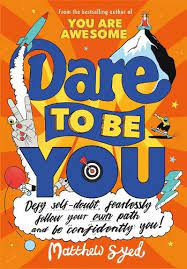 From the bestselling author of
YOU ARE AWESOME
Dare
TO BE
YOU
Defy self-doubt, fearlessly
follow your own path
and be confidently you!
Matthew Syed